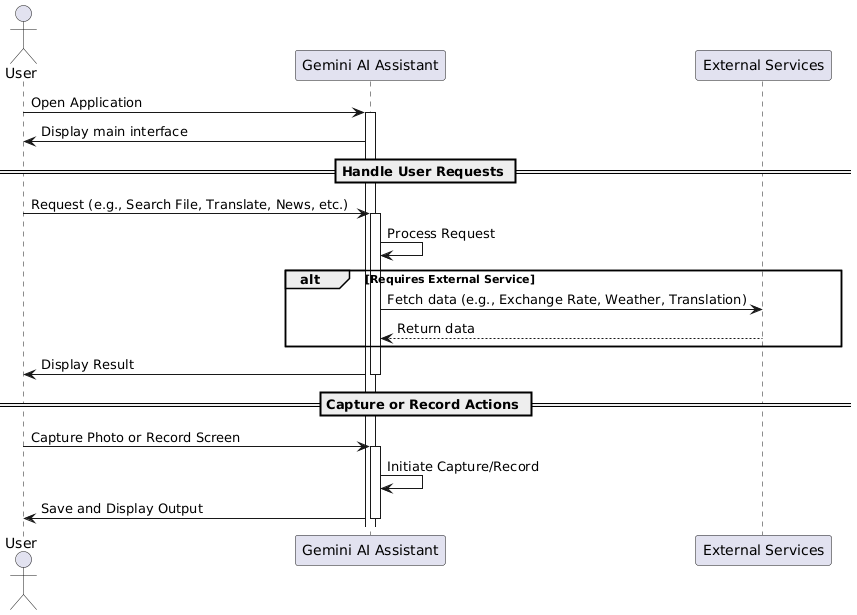 User
Gemini AI Assistant
External Services
Open Application
Display main interface
Handle User Requests
Request (e.g., Search File, Translate, News, etc.)
Process Request
alt
[Requires External Service]
Fetch data (e.g., Exchange Rate, Weather, Translation)
Return data
Display Result
Capture or Record Actions
Capture Photo or Record Screen
Initiate Capture/Record
Save and Display Output
User
Gemini AI Assistant
External Services